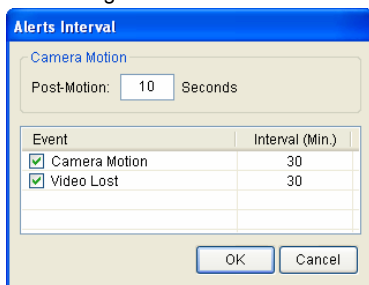 Alerts Interval
Camera Motion
Post-Motion: 10 Seconds
Event Interval (Min.)
Camera Motion 30
Video Lost 30
OK Cancel